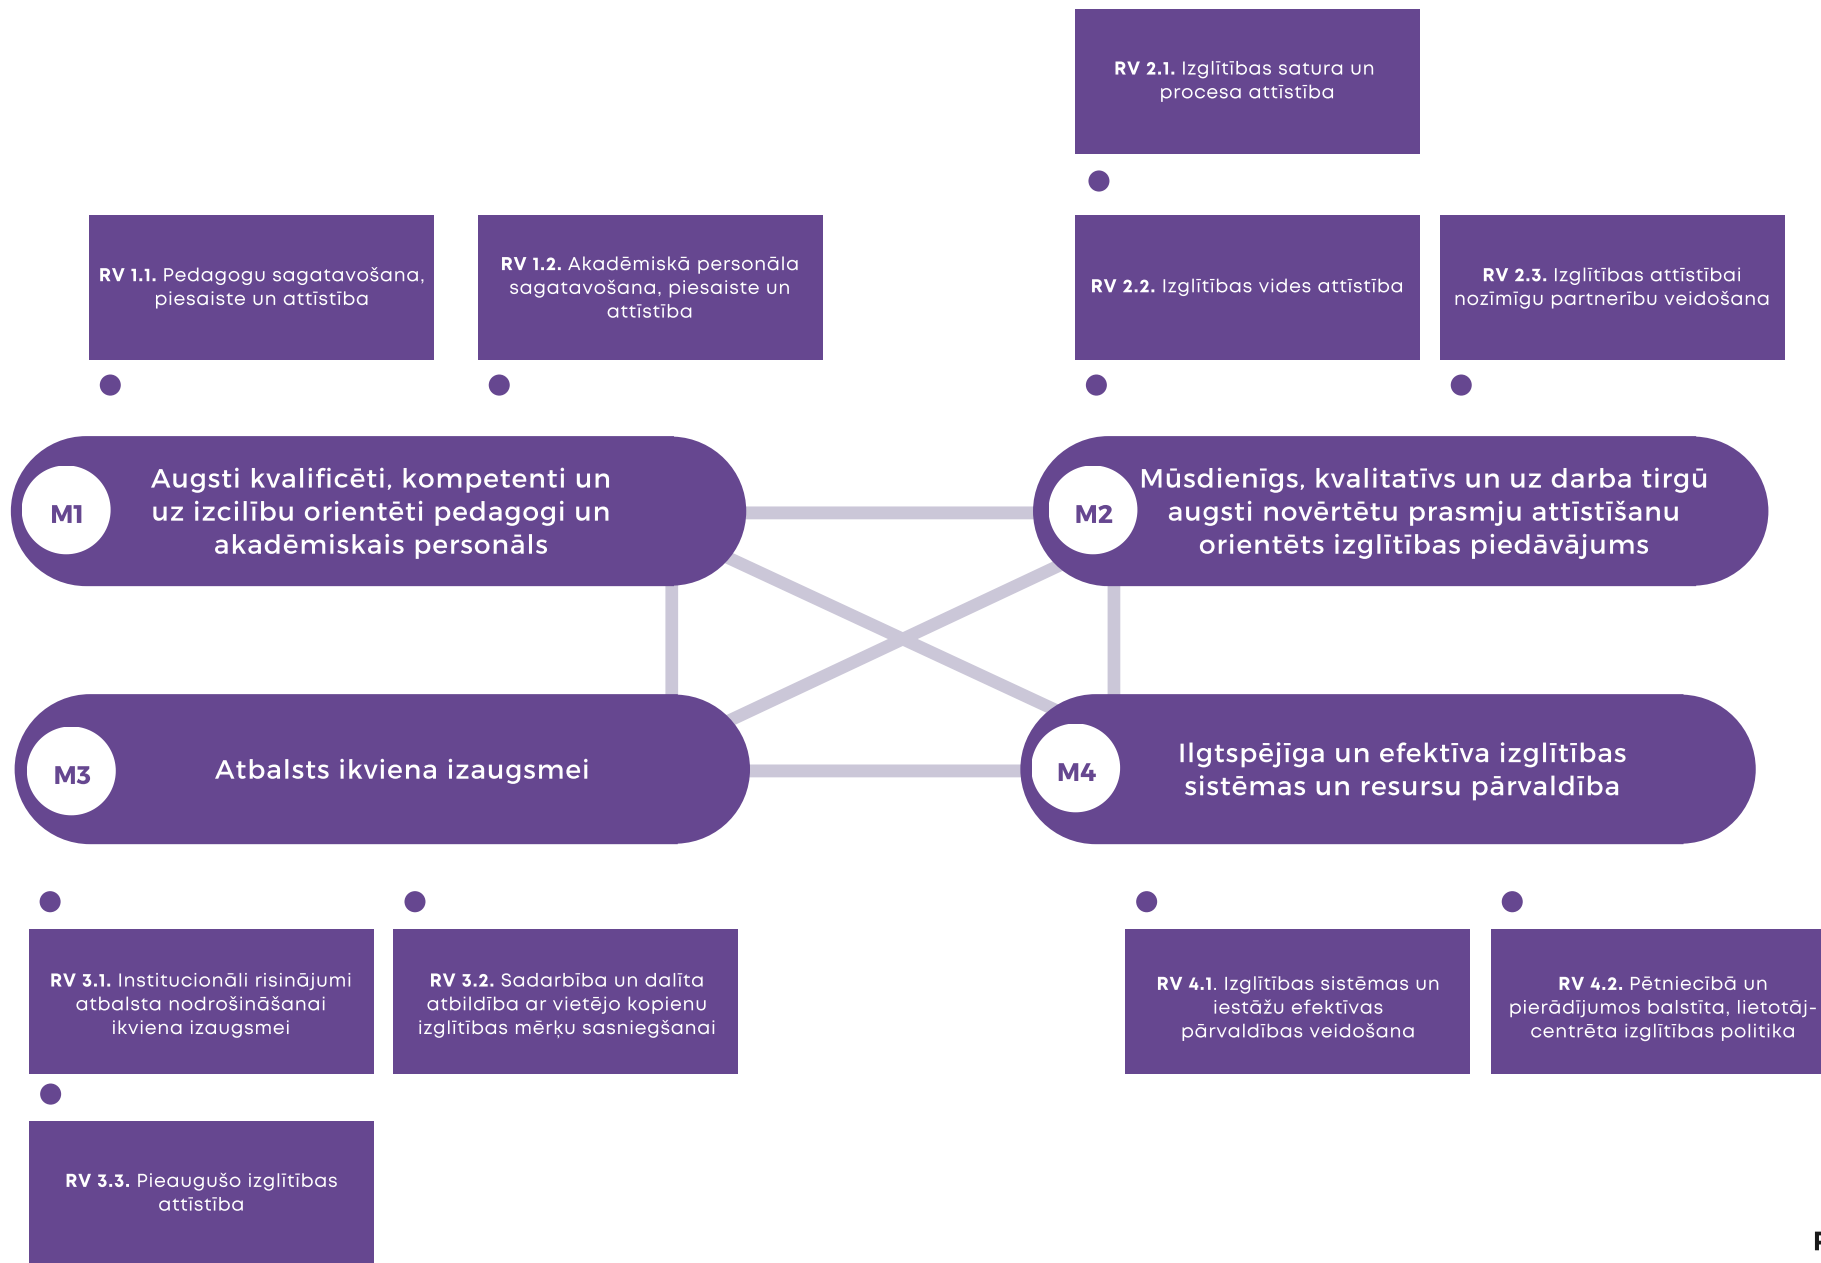 RV 2.1. Izglītības satura un
procesa attīstība
RV 1.1. Pedagogu sagatavošana,
piesaiste un attīstība
RV 1.2. Akadēmiskā personāla
sagatavošana, piesaiste un
attīstība
RV 2.2. Izglītības vides attīstība
RV 2.3. Izglītības attīstībai
nozīmīgu partnerību veidošana
M1
Augsti kvalificēti, kompetenti un
uz izcilību orientēti pedagogi un
akadēmiskais personāls
M2
Mūsdienīgs, kvalitatīvs un uz darba tirgū
augsti novērtētu prasmju attīstīšanu
orientēts izglītības piedāvājums
M3
Atbalsts ikviena izaugsmei
M4
Ilgtspējīga un efektīva izglītības
sistēmas un resursu pārvaldība
RV 3.1. Institucionāli risinājumi
atbalsta nodrošināšanai
ikviena izaugsmei
RV 3.2. Sadarbība un dalīta
atbildība ar vietējo kopienu
izglītības mērķu sasniegšanai
RV 4.1. Izglītības sistēmas un
iestāžu efektīvas
pārvaldības veidošana
RV 4.2. Pētniecībā un
pierādījumos balstīta, lietotāj-
centrēta izglītības politika
RV 3.3. Pieaugušo izglītības
attīstība